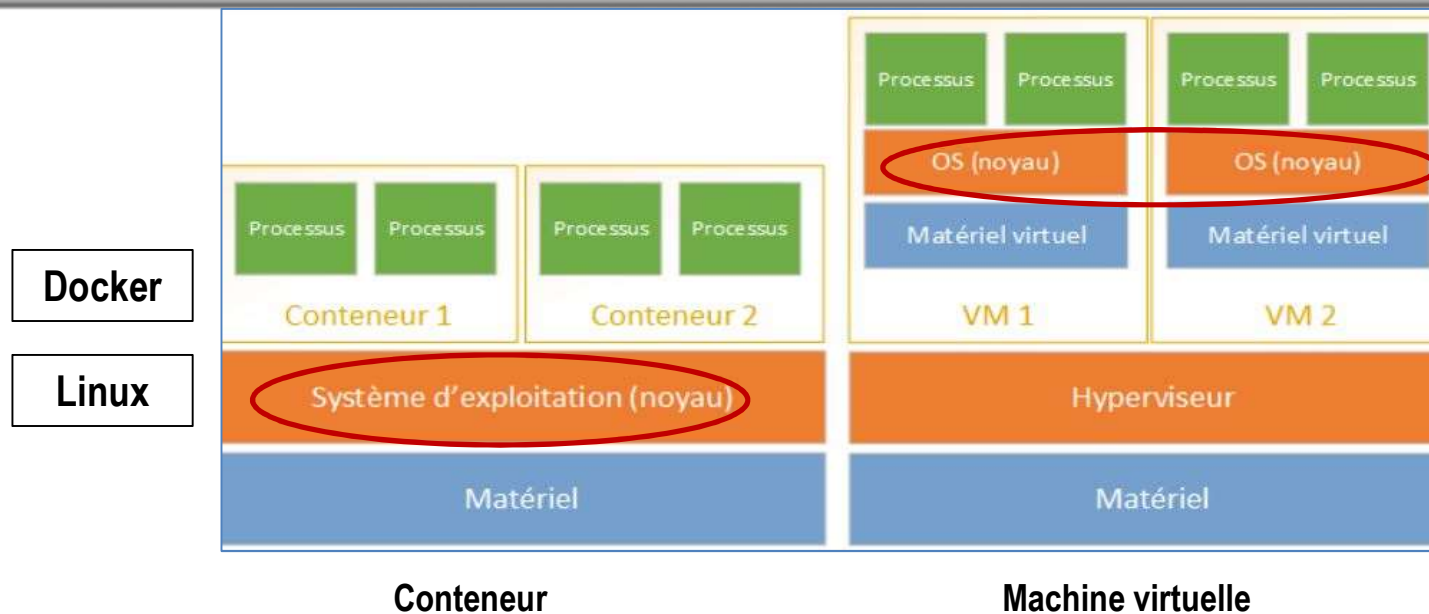 Processus Processus Processus Processus
OS (noyau) OS (noyau)
Processus Processus Processus Processus Matériel virtuel Matériel virtuel
Docker
Conteneur 1 Conteneur 2 VM 1 VM 2
Linux
Système d'exploitation (noyau) Hyperviseur
Matériel Matériel
Conteneur Machine virtuelle